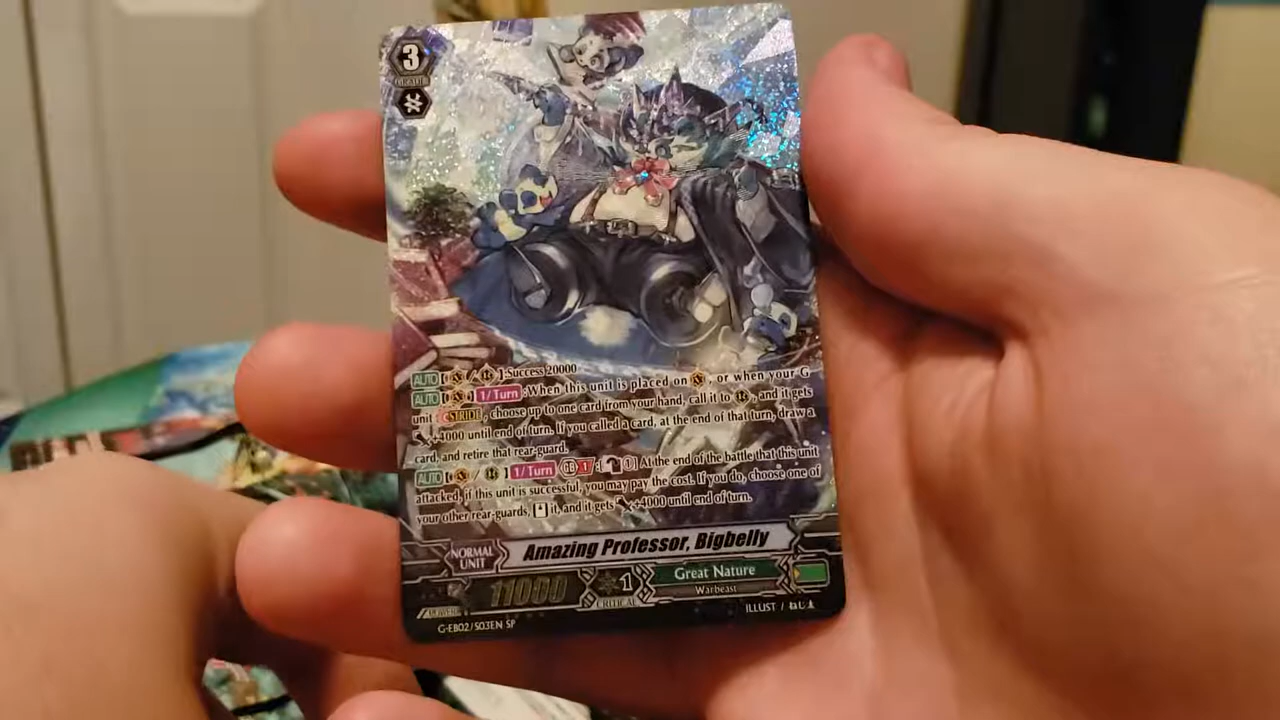 3
GRADE
AUTO [ / ]:Success 20000
AUTO [ ] 1/Turn :When this unit is placed on , or when your G
unit STRIDE, choose up to one card from your hand, call it to , and it gets
+4000 until end of turn. If you called a card, at the end of that turn, draw a
card, and retire that rear-guard.
AUTO [ / ] 1/Turn GB 1 :[ 1] At the end of the battle that this unit
attacked, if this unit is successful, you may pay the cost. If you do, choose one of
your other rear-guards, it, and it gets +4000 until end of turn.
NORMAL
UNIT
Amazing Professor, Bigbelly
POWER 11000
1
CRITICAL
Great Nature
Warbeast
G-EB02/S03EN SP
ILLUST /